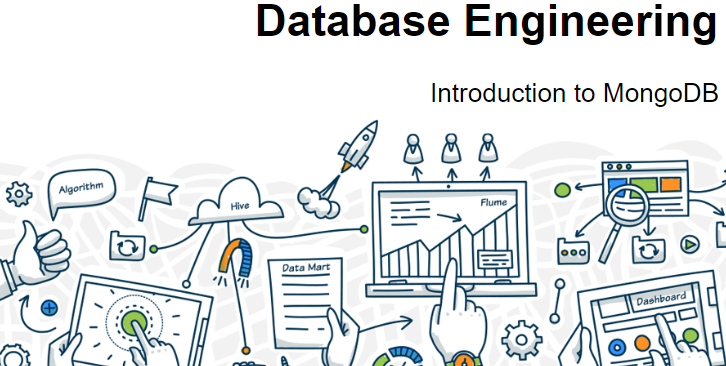 Database Engineering
Introduction to MongoDB
Algorithm
Hive
Flume
Data Mart
Dashboard